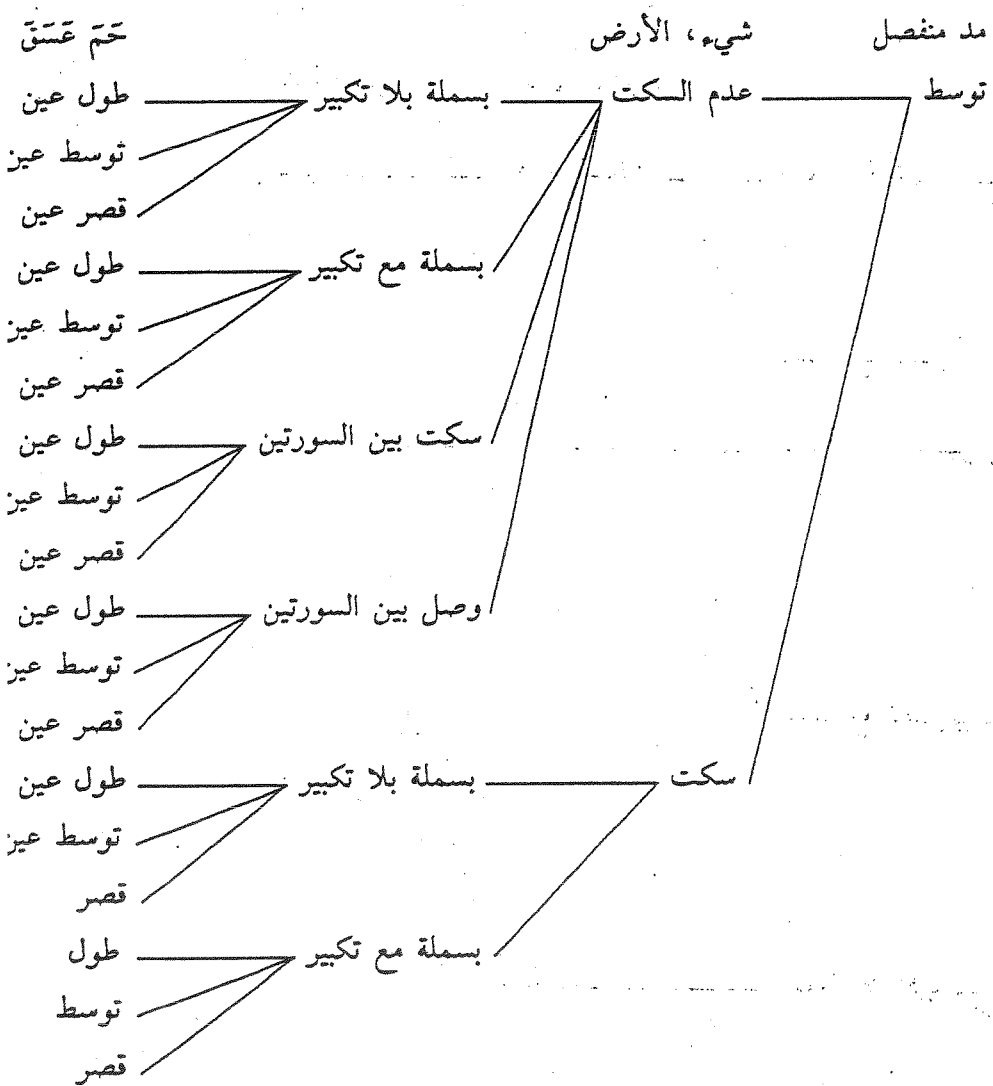 مد منفصل شيء، الأرض حَمَ عَسَقَ
توسط عدم السكت بسملة بلا تكبير طول عين
توسط عين
قصر عين
بسملة مع تكبير طول عين
توسط عين
قصر عين
سكت بين السورتين طول عين
توسط عين
قصر عين
وصل بين السورتين طول عين
توسط عين
قصر عين
سكت بسملة بلا تكبير طول عين
توسط عين
قصر
بسملة مع تكبير طول
توسط
قصر